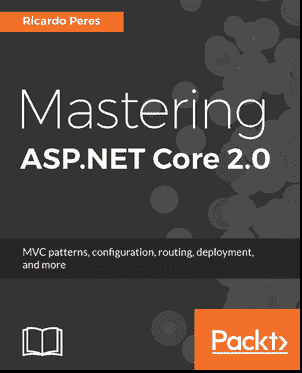 Ricardo Peres
Mastering
ASP.NET Core 2.0
MVC patterns, configuration, routing, deployment,
and more
Packt>